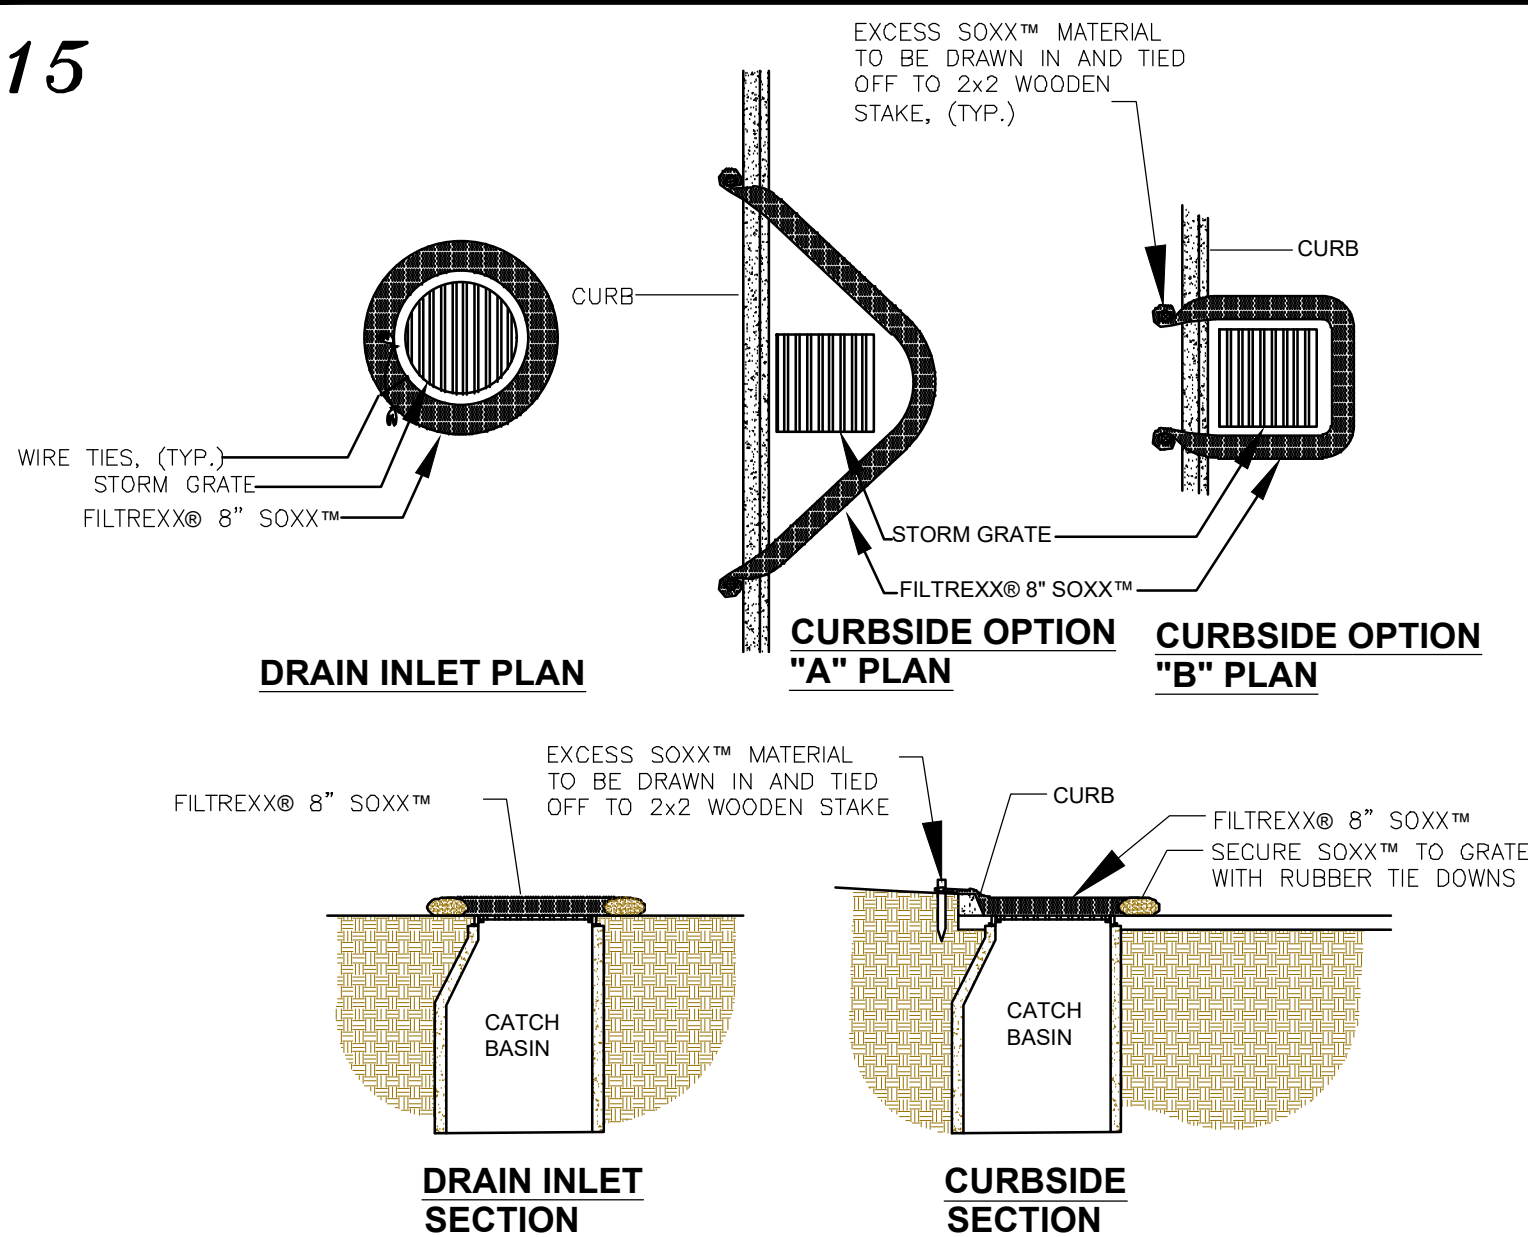 15
EXCESS SOXX™ MATERIAL
TO BE DRAWN IN AND TIED
OFF TO 2x2 WOODEN
STAKE, (TYP.)
CURB
CURB
WIRE TIES, (TYP.)
STORM GRATE
FILTREXX® 8” SOXX™
STORM GRATE
FILTREXX® 8" SOXX™
DRAIN INLET PLAN
CURBSIDE OPTION
"A" PLAN
CURBSIDE OPTION
"B" PLAN
FILTREXX® 8” SOXX™
EXCESS SOXX™ MATERIAL
TO BE DRAWN IN AND TIED
OFF TO 2x2 WOODEN STAKE
CURB
FILTREXX® 8” SOXX™
SECURE SOXX™ TO GRATE
WITH RUBBER TIE DOWNS
CATCH
BASIN
CATCH
BASIN
DRAIN INLET
SECTION
CURBSIDE
SECTION